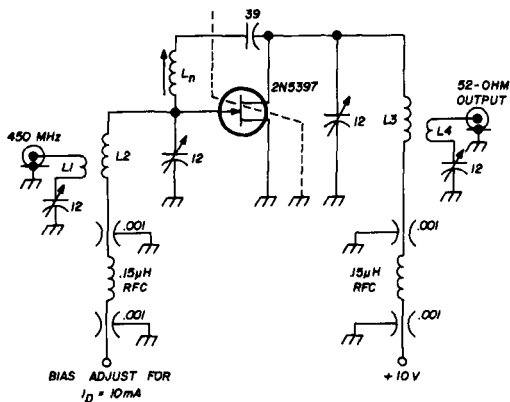 39
Ln
2N5397
52-OHM
OUTPUT
450 MHz
L1
L2
12
12
12
L3
L4
12
.001
.001
.15µH
RFC
.15µH
RFC
.001
.001
BIAS ADJUST FOR
ID = 10mA
+10V